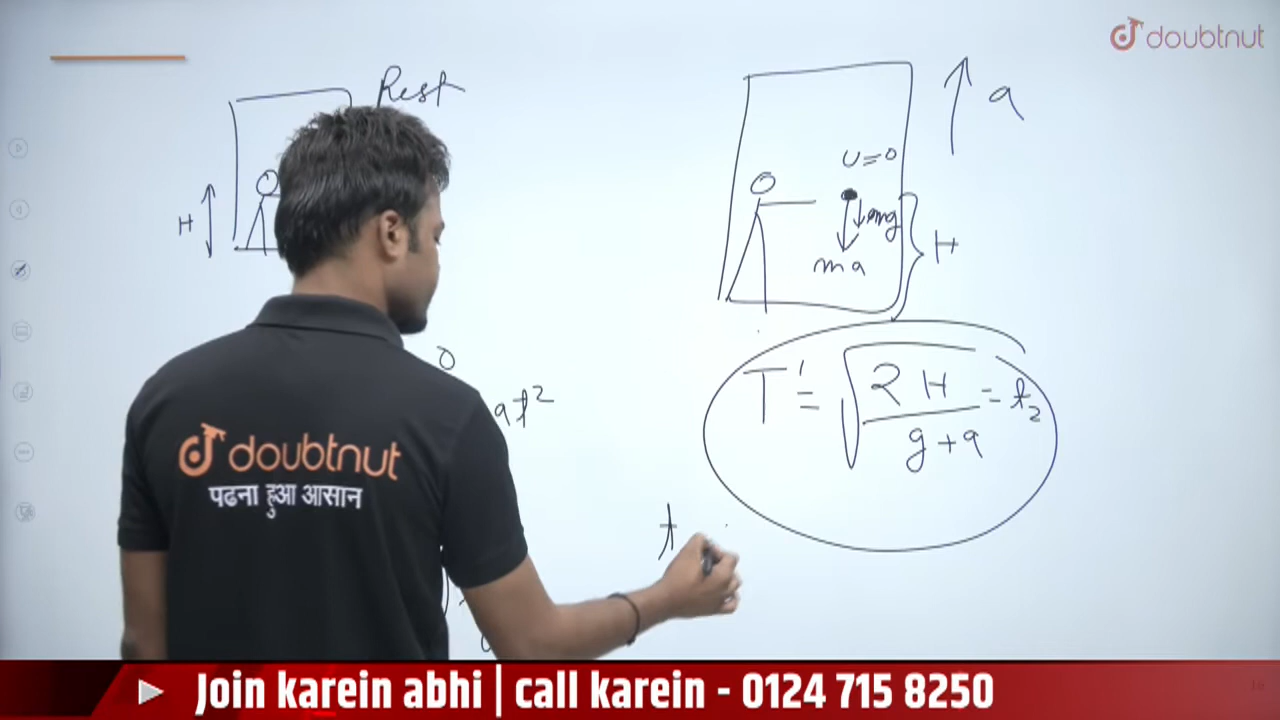 doubtnut
Rest
H
a
u=0
mg
ma
H
0
at²
T' = √(2H/(g+a)) = t₂
t
doubtnut
पढना हुआ आसान
Join karein abhi | call karein - 0124 715 8250